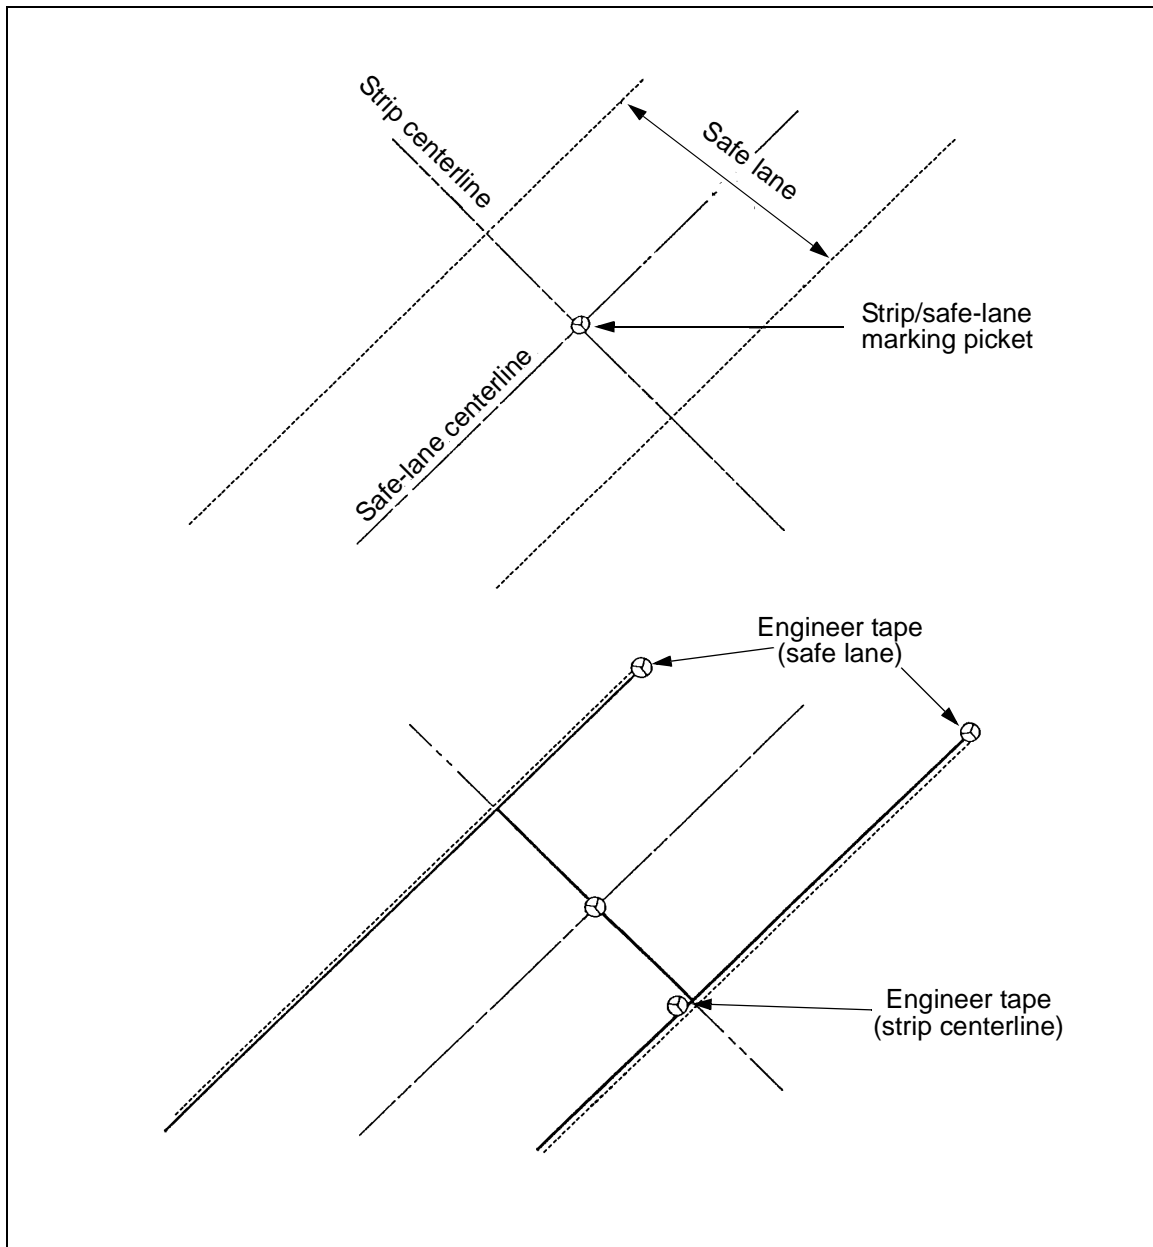 Strip centerline
Safe lane
Strip/safe-lane
marking picket
Safe-lane centerline
Engineer tape
(safe lane)
Engineer tape
(strip centerline)